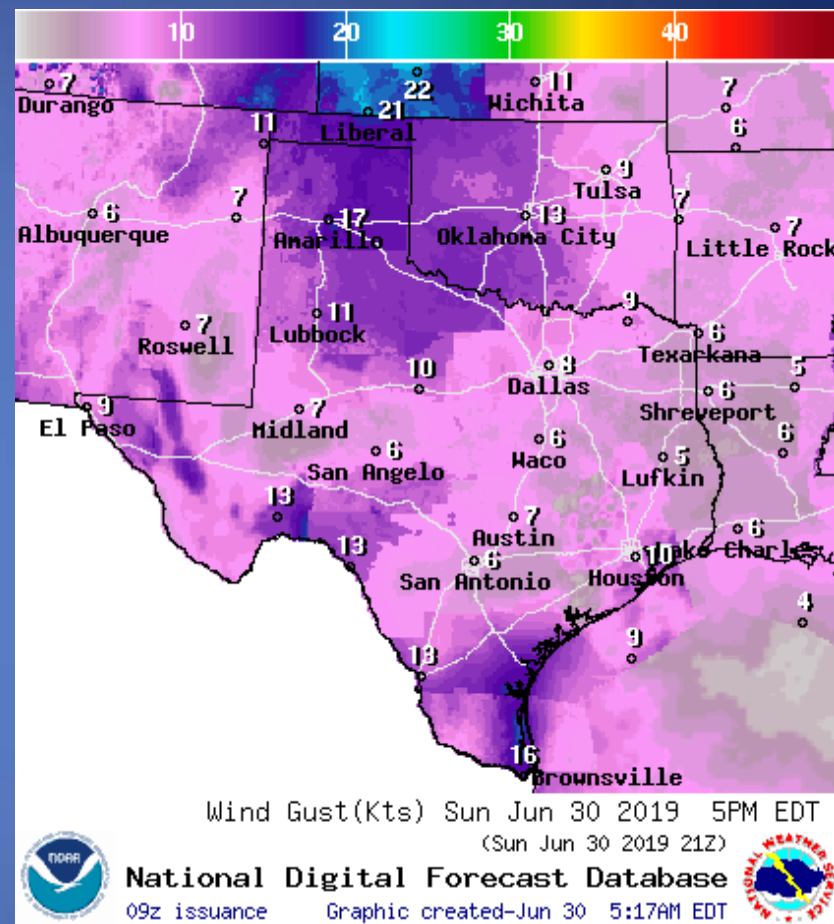 10 20 30 40
7 22 11 7
Durango Wichita
21
Liberal
11 6
9
Tulsa
6 7 17 13 7 7
Albuquerque Amarillo Oklahoma City Little Rock
7 11 9 6
Roswell Lubbock Texarkana
10 8 6 5
Dallas Shreveport
9 7 6 6
El Paso Midland Waco
6 5
San Angelo Lufkin
13 7 6
Austin
13 6 10 Lake Charles
San Antonio Houston
4
13 9
16
Brownsville
Wind Gust(Kts) Sun Jun 30 2019 5PM EDT
(Sun Jun 30 2019 21Z)
NOAA
NATIONAL WEATHER SERVICE
National Digital Forecast Database
09z issuance Graphic created-Jun 30 5:17AM EDT